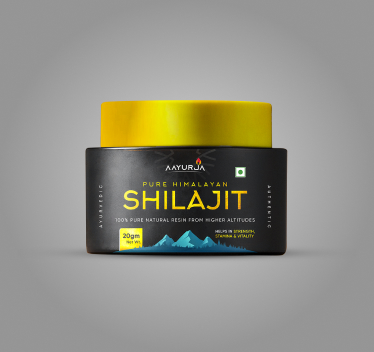 AAYURJA
PURE HIMALAYAN
SHILAJIT
100% PURE NATURAL RESIN FROM HIGHER ALTITUDES
20gm
Net Wt.
HELPS IN STRENGTH,
STAMINA & VITALITY
AYURVEDIC
AUTHENTIC